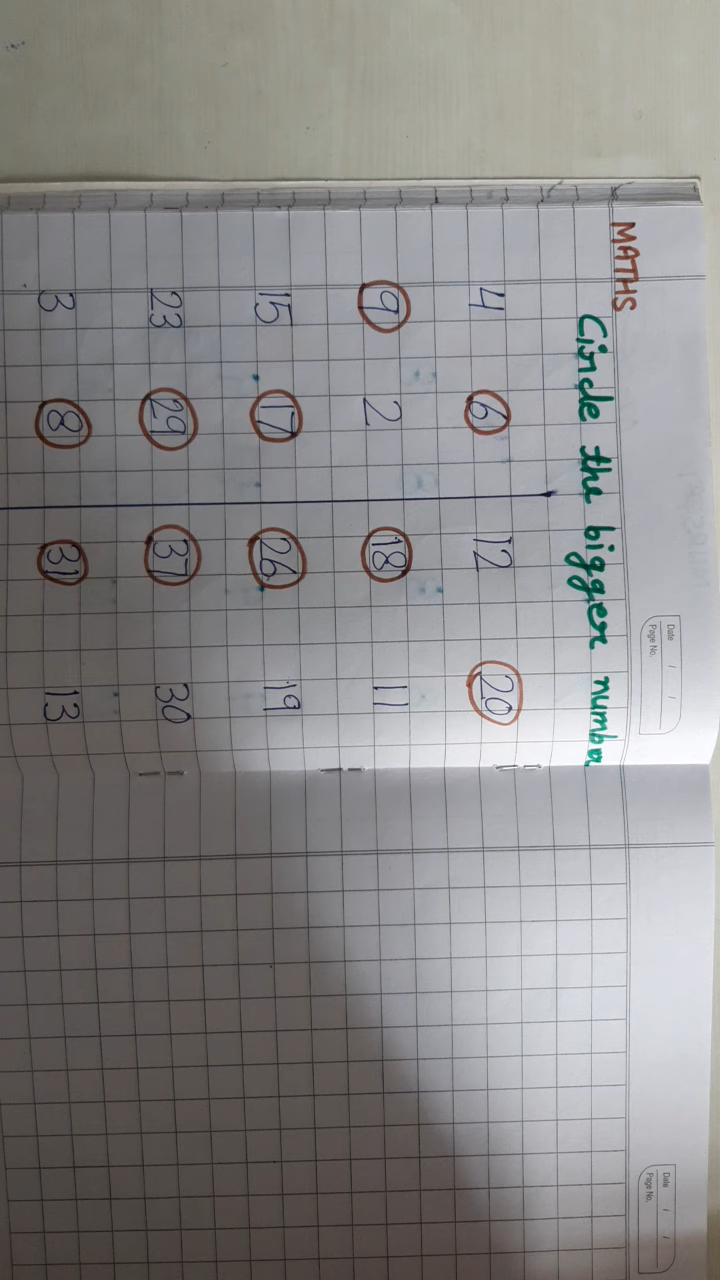 Date / /
Page No.
MATHS
Circle the bigger number
4 6 12 20
9 2 18 11
15 17 26 19
23 29 37 30
3 8 31 13
Date / /
Page No.